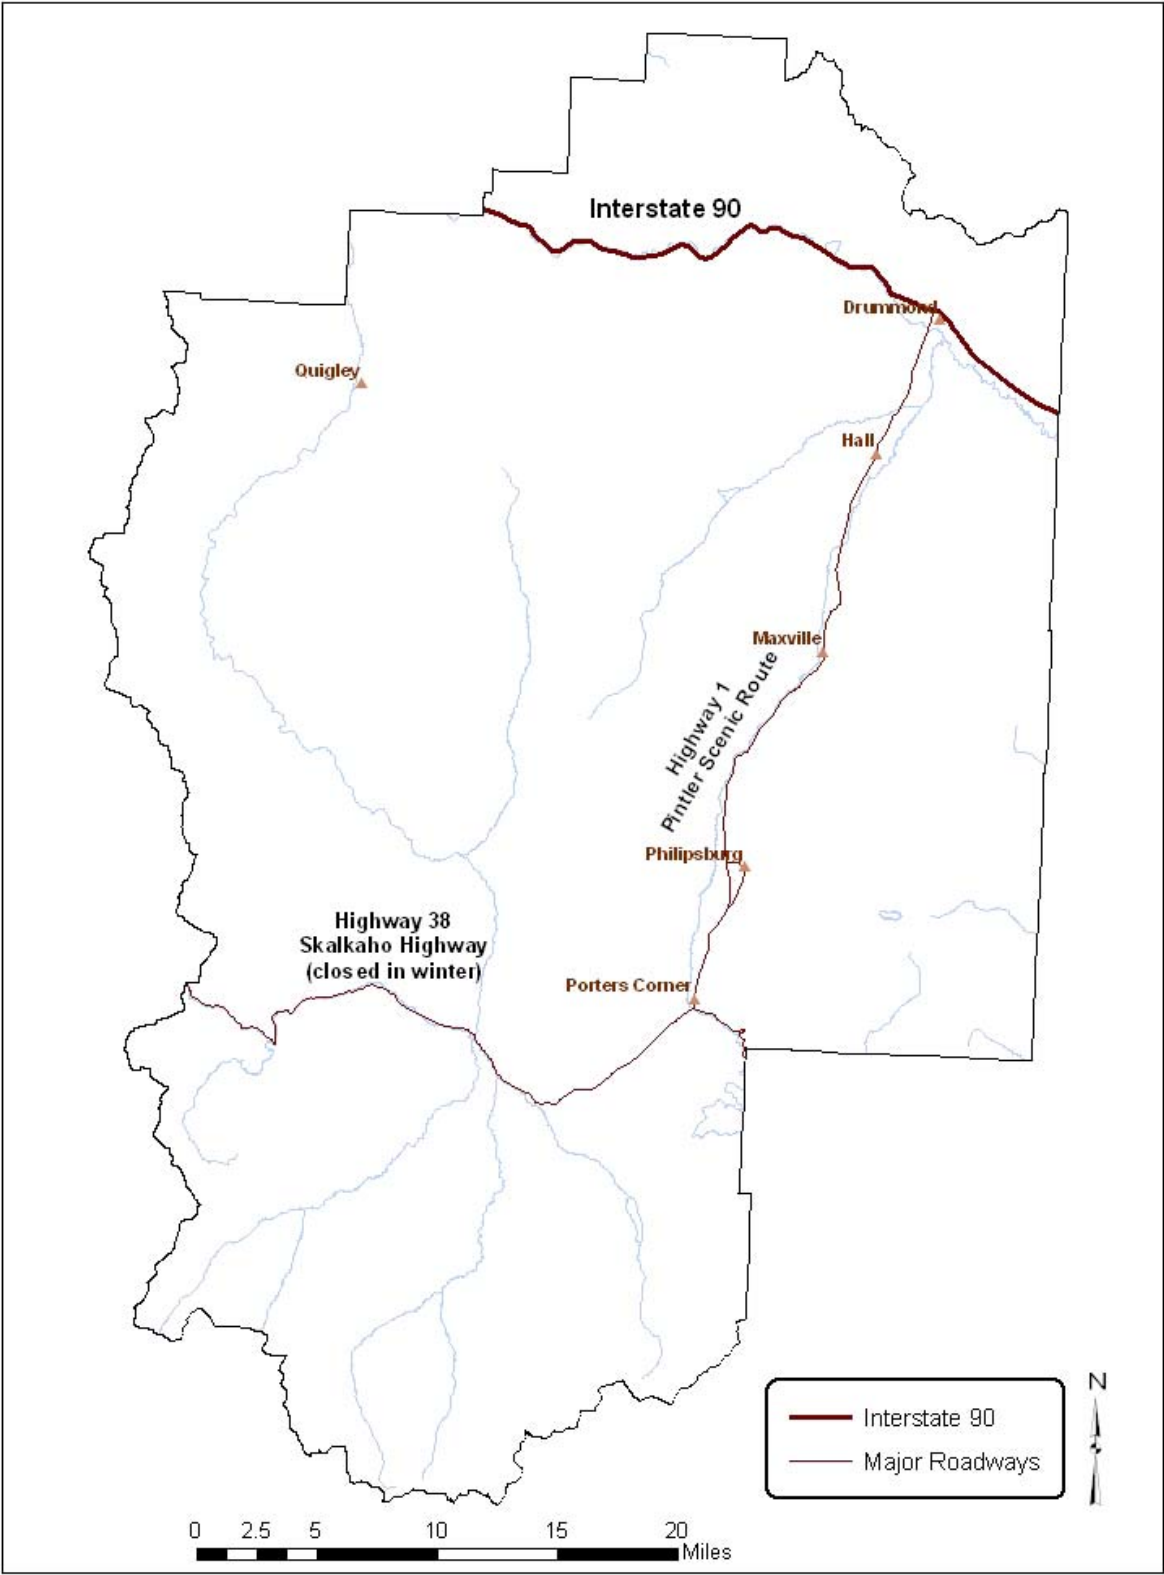 Interstate 90
Drummond
Quigley
Hall
Maxville
Highway 1
Pintler Scenic Route
Philipsburg
Highway 38
Skalkaho Highway
(closed in winter)
Porters Corner
N
Interstate 90
Major Roadways
0 2.5 5 10 15 20
Miles